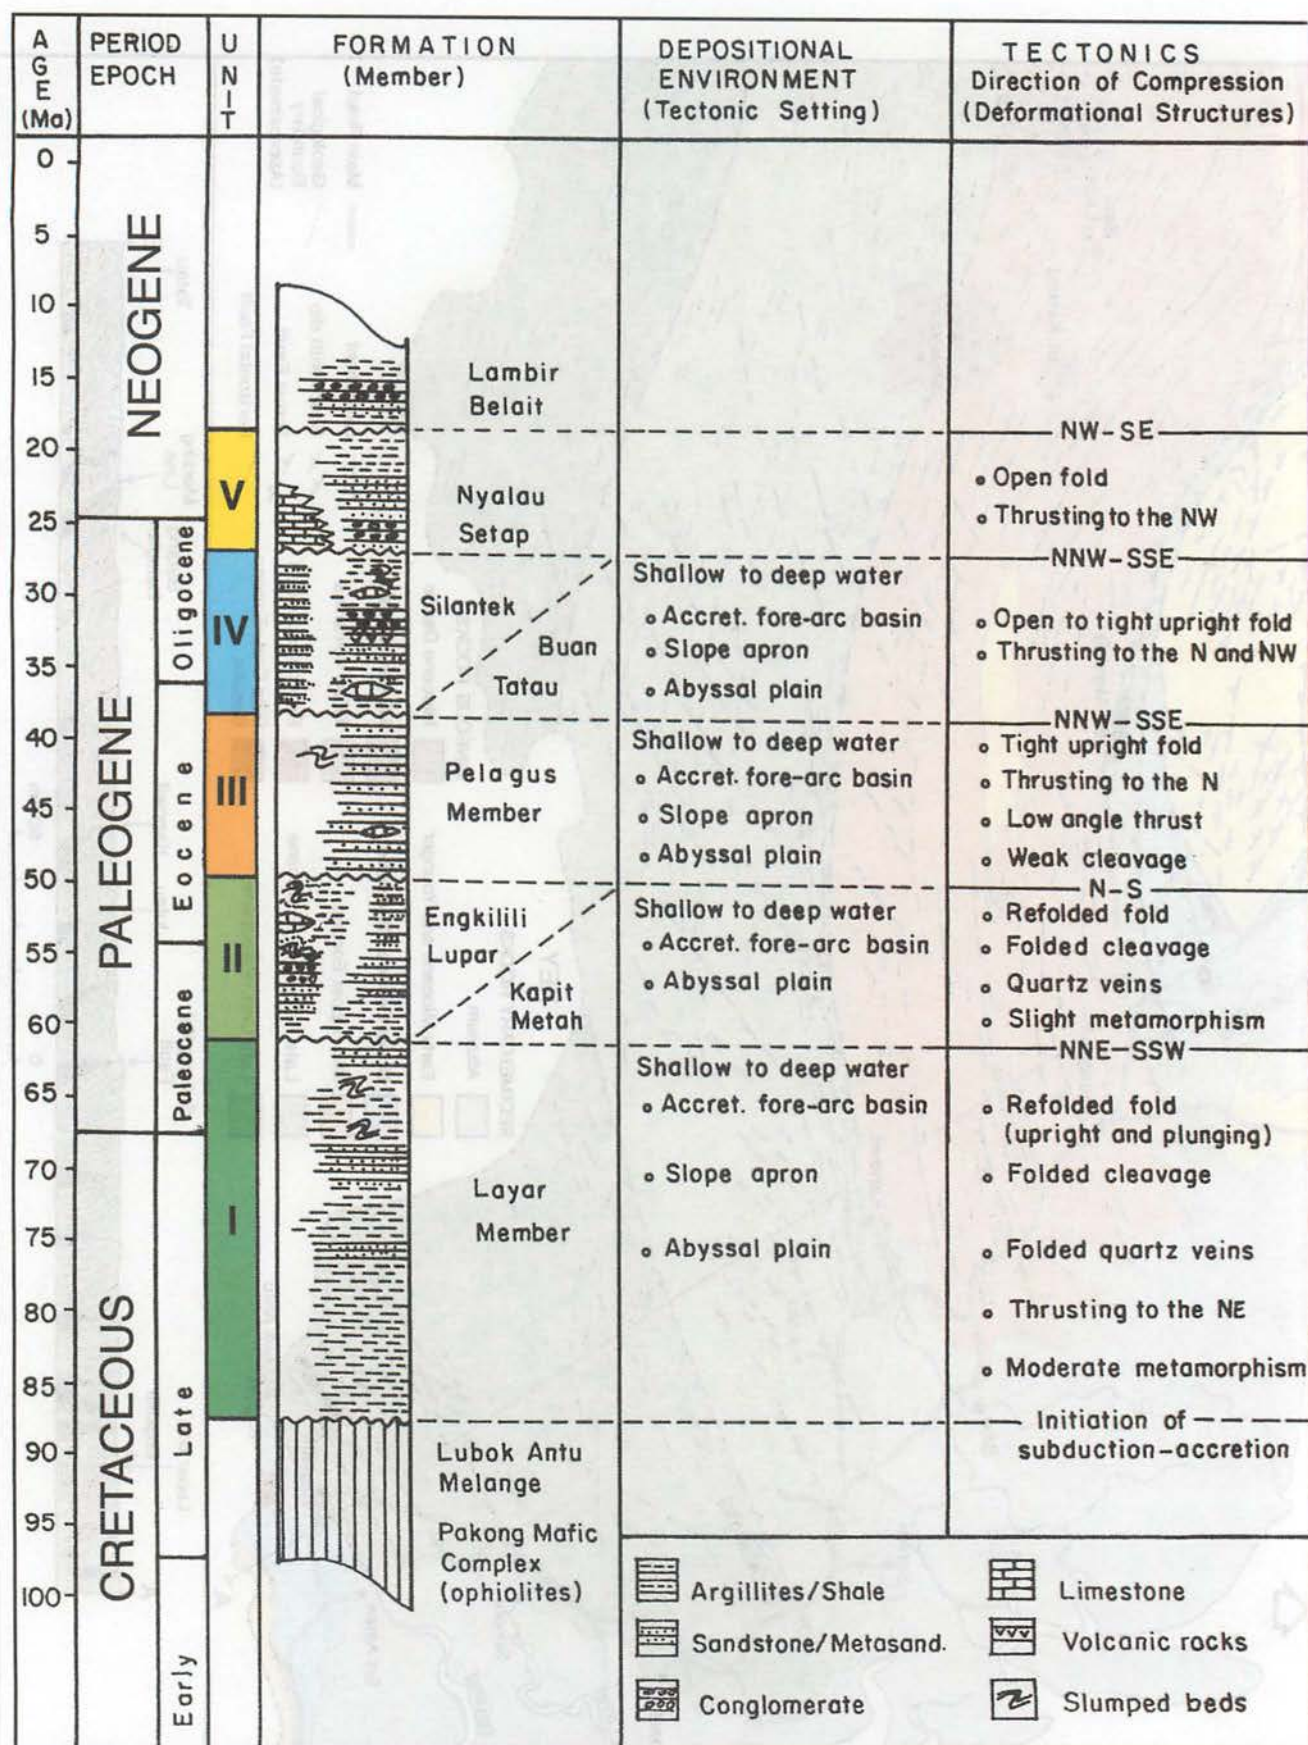 AGE (Ma)
PERIOD
EPOCH
UNIT
FORMATION
(Member)
DEPOSITIONAL
ENVIRONMENT
(Tectonic Setting)
TECTONICS
Direction of Compression
(Deformational Structures)
0
5
10
15
20
25
30
35
40
45
50
55
60
65
70
75
80
85
90
95
100
NEOGENE
PALEOGENE
CRETACEOUS
Oligocene
Eocene
Paleocene
Late
Early
V
IV
III
II
I
Lambir
Belait
Nyalau
Setap
Silantek
Buan
Tatau
Pelagus
Member
Engkilili
Lupar
Kapit
Metah
Layar
Member
Lubok Antu
Melange
Pakong Mafic
Complex
(ophiolites)
Shallow to deep water
Accret. fore-arc basin
Slope apron
Abyssal plain
Shallow to deep water
Accret. fore-arc basin
Slope apron
Abyssal plain
Shallow to deep water
Accret. fore-arc basin
Abyssal plain
Shallow to deep water
Accret. fore-arc basin
Slope apron
Abyssal plain
NW-SE
Open fold
Thrusting to the NW
NNW-SSE
Open to tight upright fold
Thrusting to the N and NW
NNW-SSE
Tight upright fold
Thrusting to the N
Low angle thrust
Weak cleavage
N-S
Refolded fold
Folded cleavage
Quartz veins
Slight metamorphism
NNE-SSW
Refolded fold
(upright and plunging)
Folded cleavage
Folded quartz veins
Thrusting to the NE
Moderate metamorphism
Initiation of
subduction-accretion
Argillites/Shale
Sandstone/Metasand.
Conglomerate
Limestone
Volcanic rocks
Slumped beds